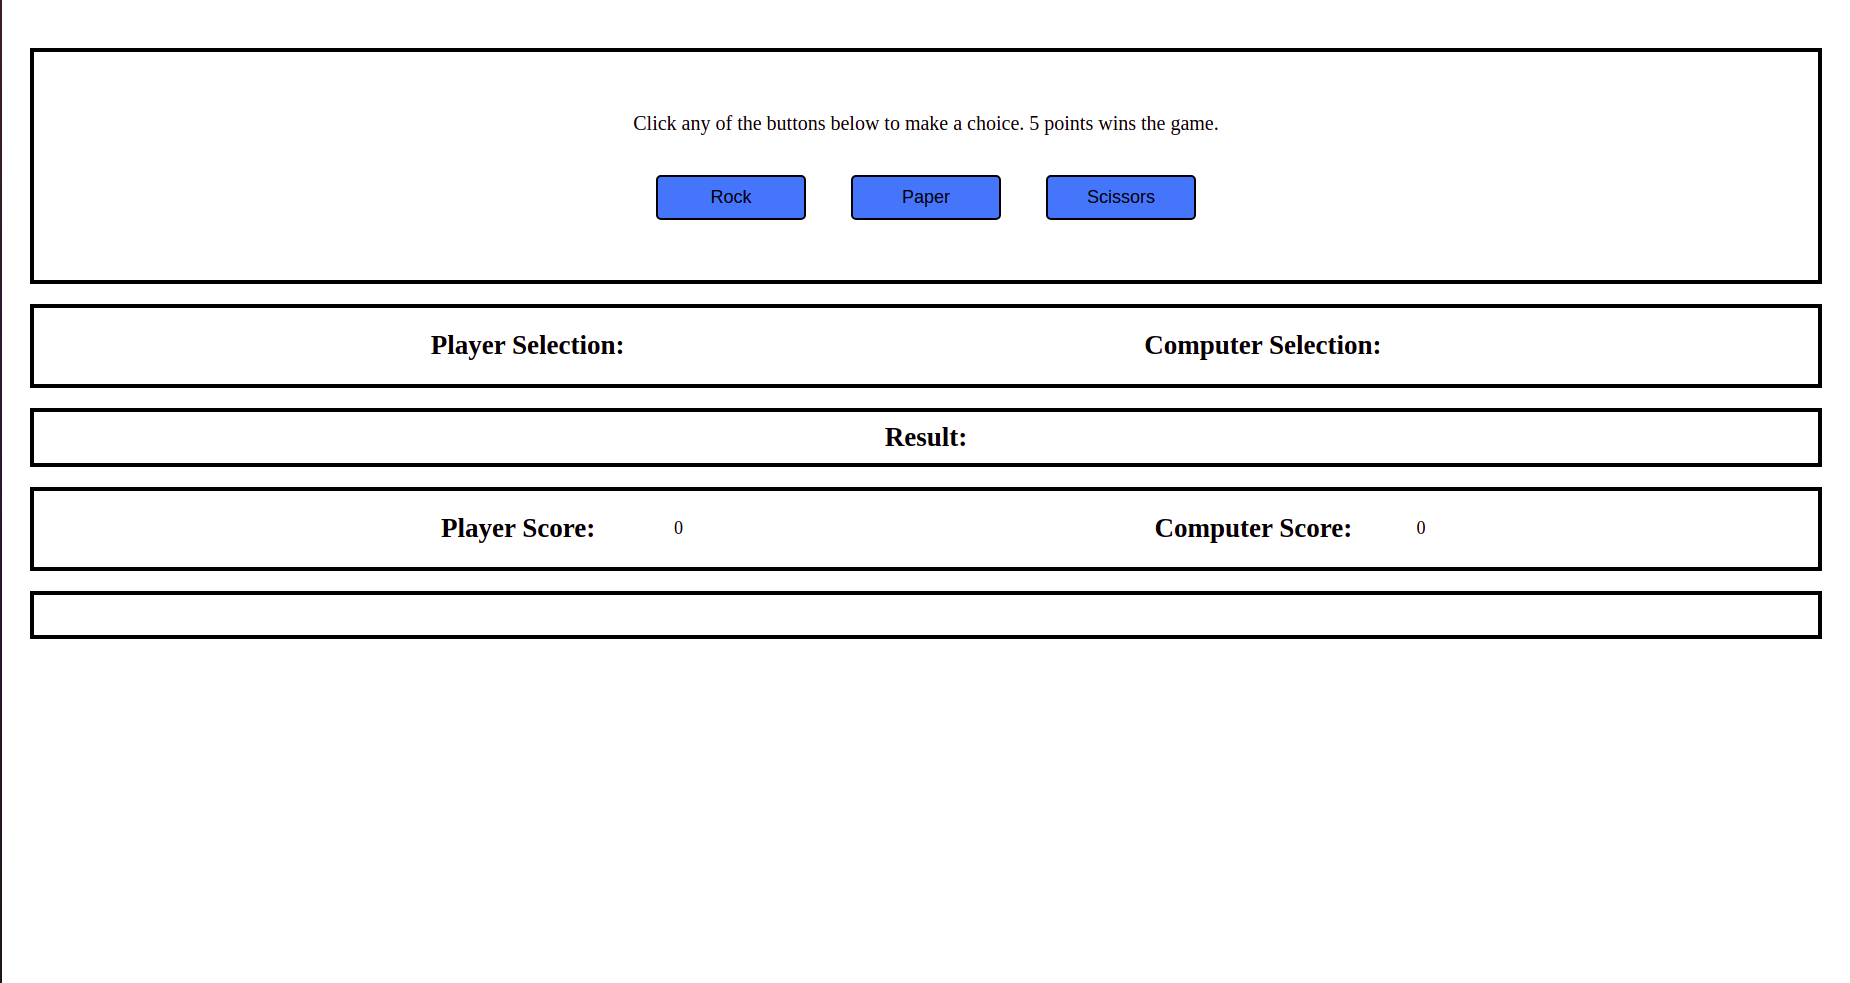 Click any of the buttons below to make a choice. 5 points wins the game.
Rock Paper Scissors
Player Selection: Computer Selection:
Result:
Player Score: 0 Computer Score: 0